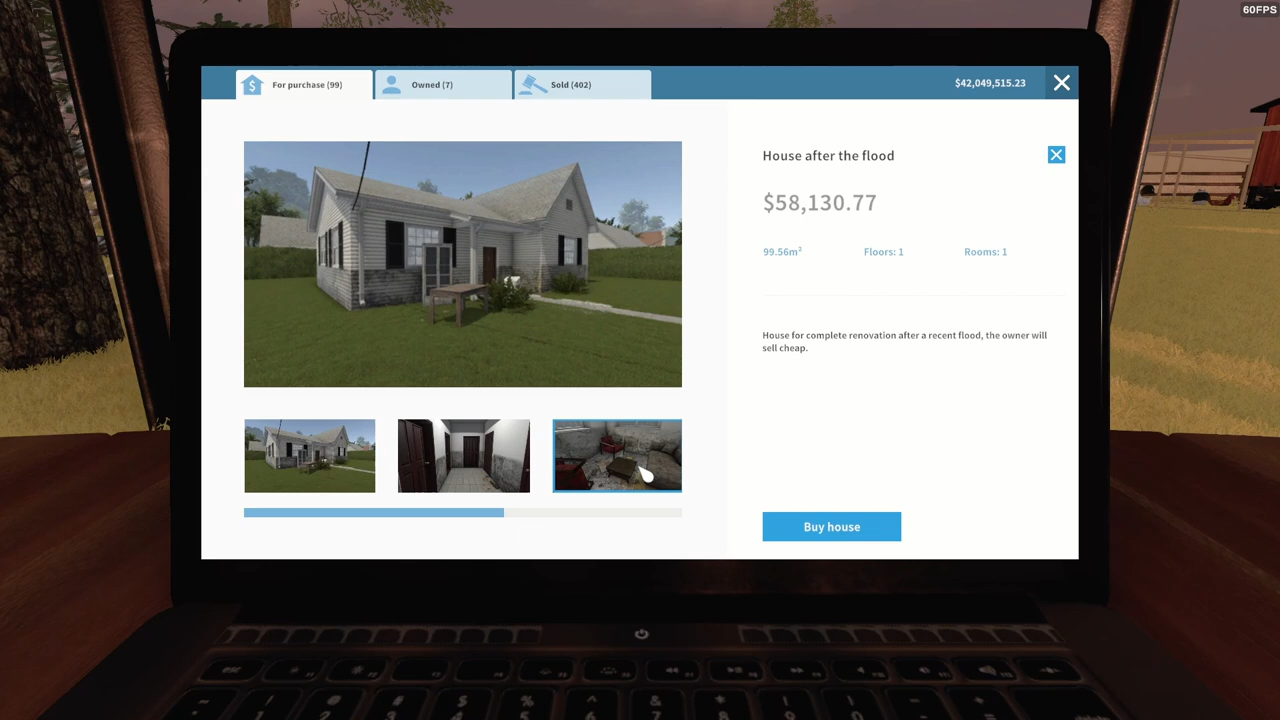 60FPS
For purchase (99)
Owned (7)
Sold (402)
$42,049,515.23
House after the flood
$58,130.77
99.56m²
Floors: 1
Rooms: 1
House for complete renovation after a recent flood, the owner will
sell cheap.
Buy house